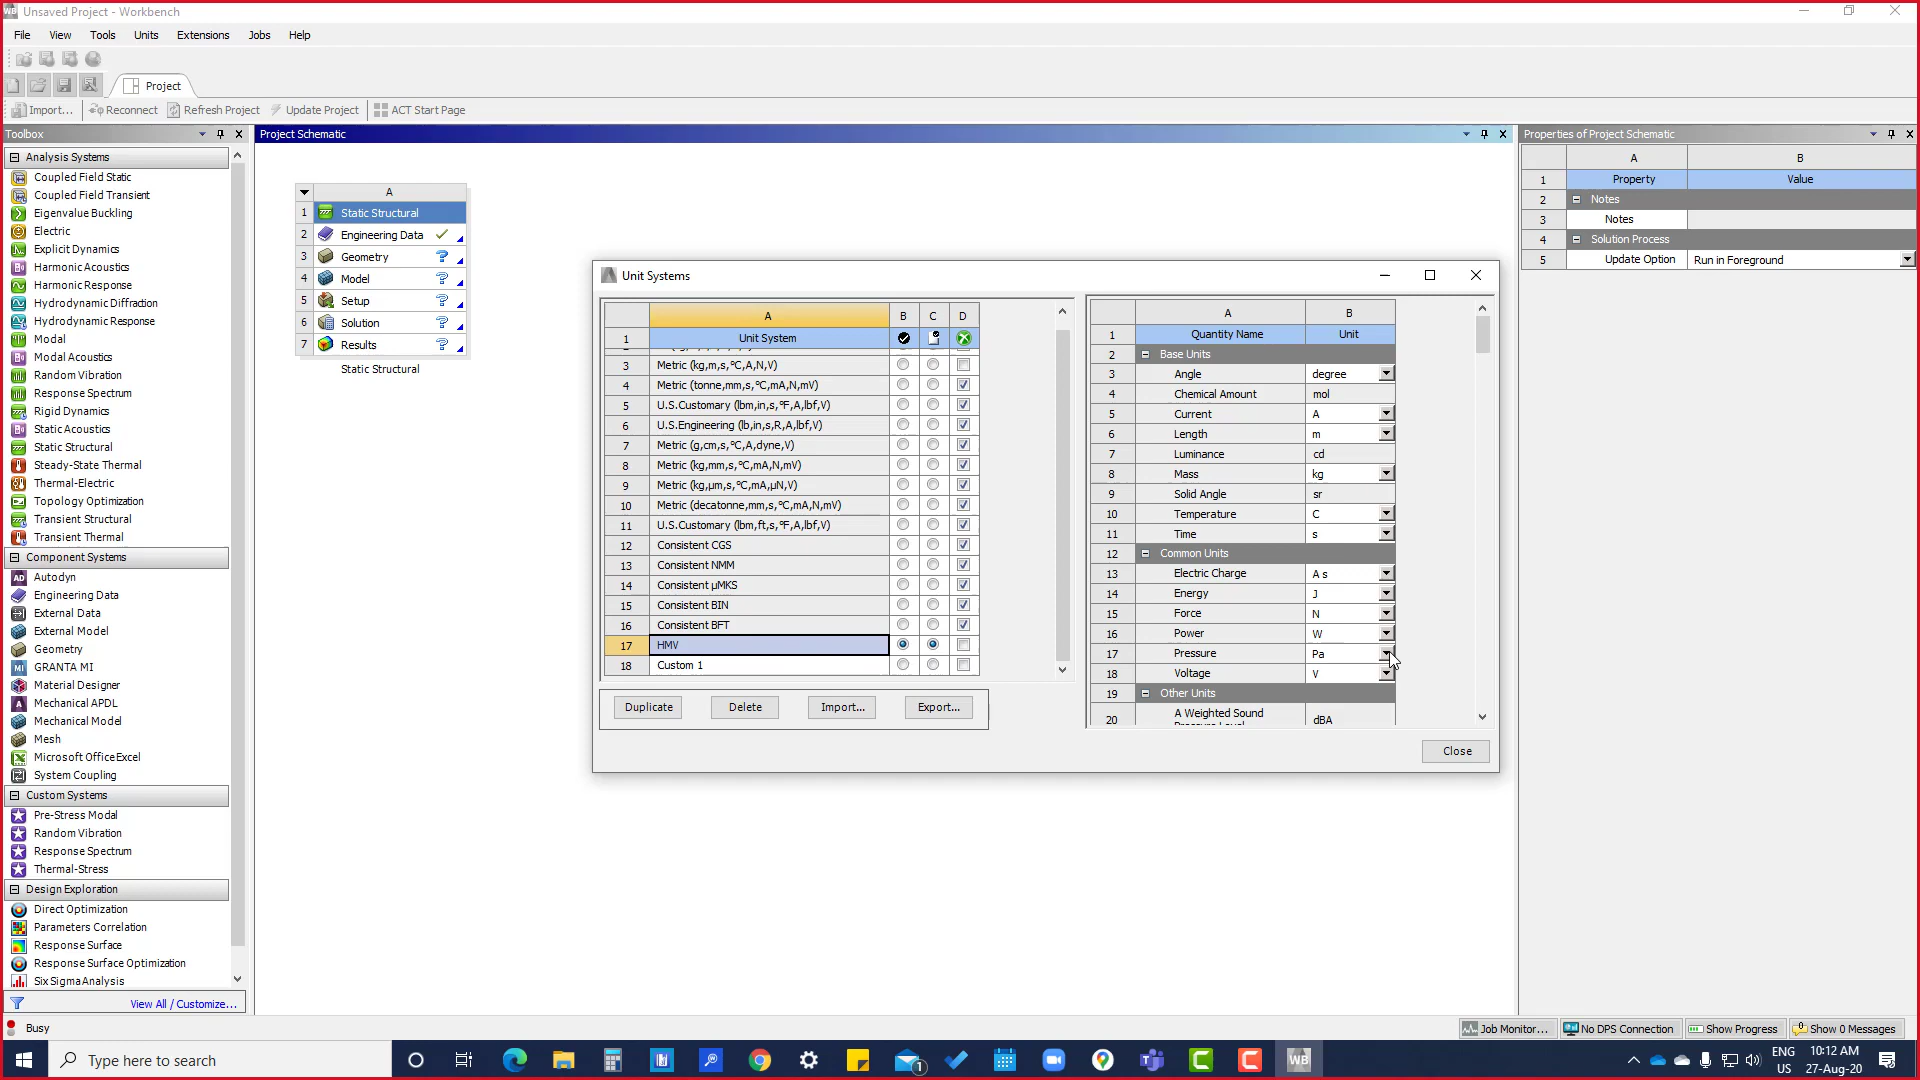 Unsaved Project - Workbench
File View Tools Units Extensions Jobs Help
Project
Import... Reconnect Refresh Project Update Project ACT Start Page
Toolbox
Analysis Systems
Coupled Field Static
Coupled Field Transient
Eigenvalue Buckling
Electric
Explicit Dynamics
Harmonic Acoustics
Harmonic Response
Hydrodynamic Diffraction
Hydrodynamic Response
Modal
Modal Acoustics
Random Vibration
Response Spectrum
Rigid Dynamics
Static Acoustics
Static Structural
Steady-State Thermal
Thermal-Electric
Topology Optimization
Transient Structural
Transient Thermal
Component Systems
Autodyn
Engineering Data
External Data
External Model
Geometry
GRANTA MI
Material Designer
Mechanical APDL
Mechanical Model
Mesh
Microsoft Office Excel
System Coupling
Custom Systems
Pre-Stress Modal
Random Vibration
Response Spectrum
Thermal-Stress
Design Exploration
Direct Optimization
Parameters Correlation
Response Surface
Response Surface Optimization
Six Sigma Analysis
View All / Customize...
Project Schematic
A
1 Static Structural
2 Engineering Data
3 Geometry
4 Model
5 Setup
6 Solution
7 Results
Static Structural
Unit Systems
A B C D
1 Unit System
3 Metric (kg,m,s,°C,A,N,V)
4 Metric (tonne,mm,s,°C,mA,N,mV)
5 U.S.Customary (lbm,in,s,°F,A,lbf,V)
6 U.S.Engineering (lb,in,s,R,A,lbf,V)
7 Metric (g,cm,s,°C,A,dyne,V)
8 Metric (kg,mm,s,°C,mA,N,mV)
9 Metric (kg,μm,s,°C,mA,μN,V)
10 Metric (decatonne,mm,s,°C,mA,N,mV)
11 U.S.Customary (lbm,ft,s,°F,A,lbf,V)
12 Consistent CGS
13 Consistent NMM
14 Consistent μMKS
15 Consistent BIN
16 Consistent BFT
17 HMV
18 Custom 1
Duplicate Delete Import... Export...
A B
1 Quantity Name Unit
2 Base Units
3 Angle degree
4 Chemical Amount mol
5 Current A
6 Length m
7 Luminance cd
8 Mass kg
9 Solid Angle sr
10 Temperature C
11 Time s
12 Common Units
13 Electric Charge A s
14 Energy J
15 Force N
16 Power W
17 Pressure Pa
18 Voltage V
19 Other Units
20 A Weighted Sound dBA
Close
Properties of Project Schematic
A B
1 Property Value
2 Notes
3 Notes
4 Solution Process
5 Update Option Run in Foreground
Busy
Job Monitor... No DPS Connection Show Progress Show 0 Messages
Type here to search
ENG
US
10:12 AM
27-Aug-20